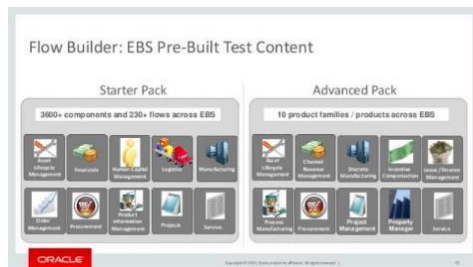 Flow Builder: EBS Pre-Built Test Content
Starter Pack
3600+ components and 230+ flows across EBS
Asset
Lifecycle
Management
Financials
Human Capital
Management
Logistics
Manufacturing
Order
Management
Procurement
Product
Information
Management
Projects
Service
Advanced Pack
10 product families / products across EBS
Asset
Lifecycle
Management
Channel
Revenue
Management
Discrete
Manufacturing
Incentive
Compensation
Lease / Finance
Management
Process
Manufacturing
Procurement
Project
Management
Property
Manager
Service
ORACLE